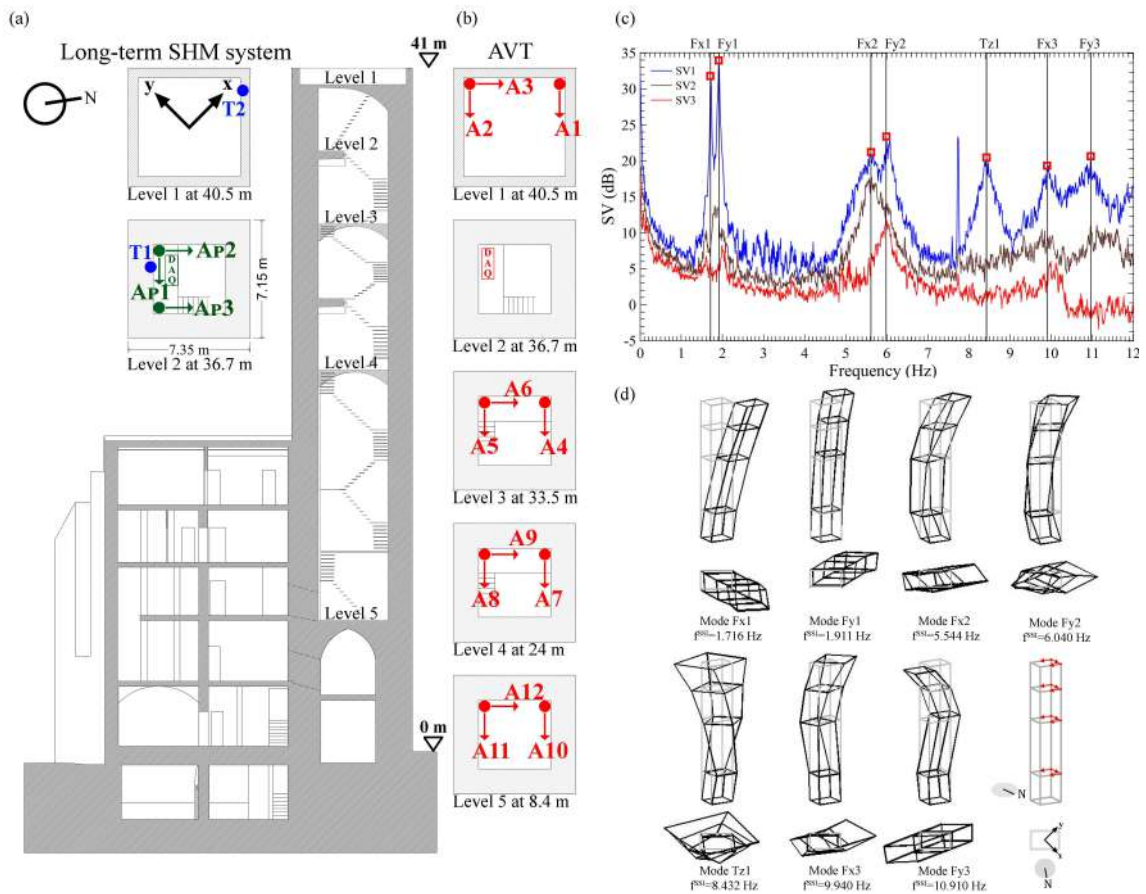 (a)
Long-term SHM system
N
y
x
T2
Level 1 at 40.5 m
T1
AP2
DAQ
AP1
AP3
7.15 m
7.35 m
Level 2 at 36.7 m
41 m
Level 1
Level 2
Level 3
Level 4
Level 5
0 m
(b)
AVT
A3
A2
A1
Level 1 at 40.5 m
DAQ
Level 2 at 36.7 m
A6
A5
A4
Level 3 at 33.5 m
A9
A8
A7
Level 4 at 24 m
A12
A11
A10
Level 5 at 8.4 m
(c)
Fx1 Fy1 Fx2 Fy2 Tz1 Fx3 Fy3
35
30
25
20
15
10
5
0
-5
SV (dB)
SV1
SV2
SV3
0 1 2 3 4 5 6 7 8 9 10 11 12
Frequency (Hz)
(d)
Mode Fx1 Mode Fy1 Mode Fx2 Mode Fy2
fSSI=1.716 Hz fSSI=1.911 Hz fSSI=5.544 Hz fSSI=6.040 Hz
N
y
x
N
Mode Tz1 Mode Fx3 Mode Fy3
fSSI=8.432 Hz fSSI=9.940 Hz fSSI=10.910 Hz